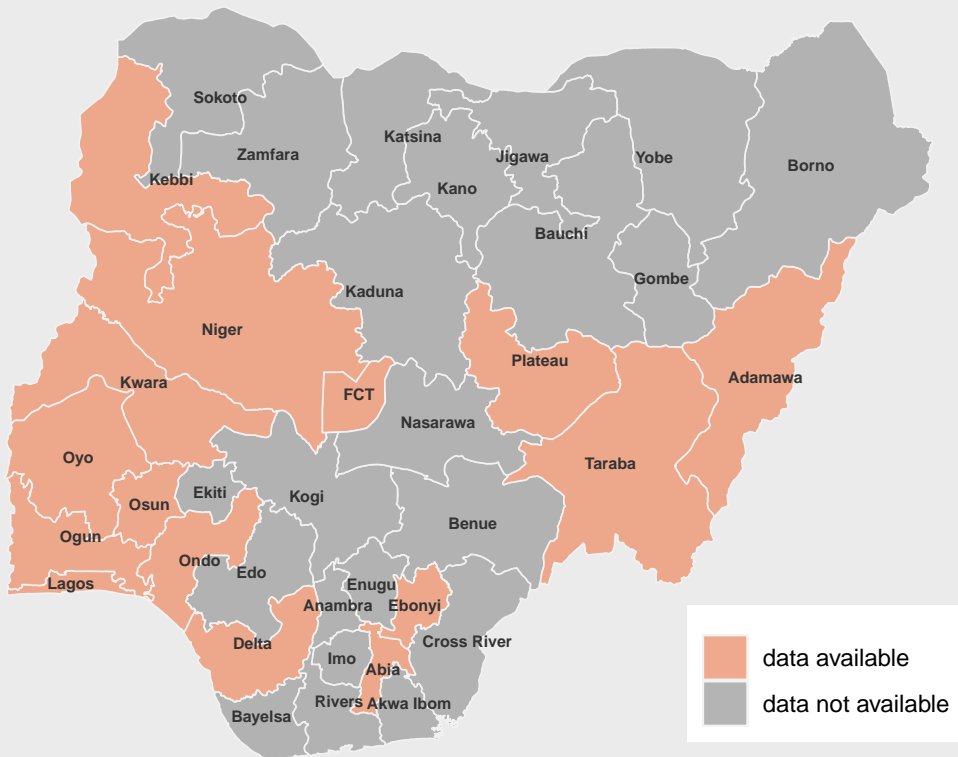 Sokoto
Katsina
Zamfara
Jigawa
Yobe
Borno
Kebbi
Kano
Bauchi
Gombe
Kaduna
Niger
Plateau
Adamawa
Kwara
FCT
Nasarawa
Oyo
Taraba
Ekiti
Osun
Kogi
Benue
Ogun
Ondo
Edo
Enugu
Lagos
Anambra
Ebonyi
Delta
Cross River
Imo
Abia
Rivers
Akwa Ibom
Bayelsa
data available
data not available